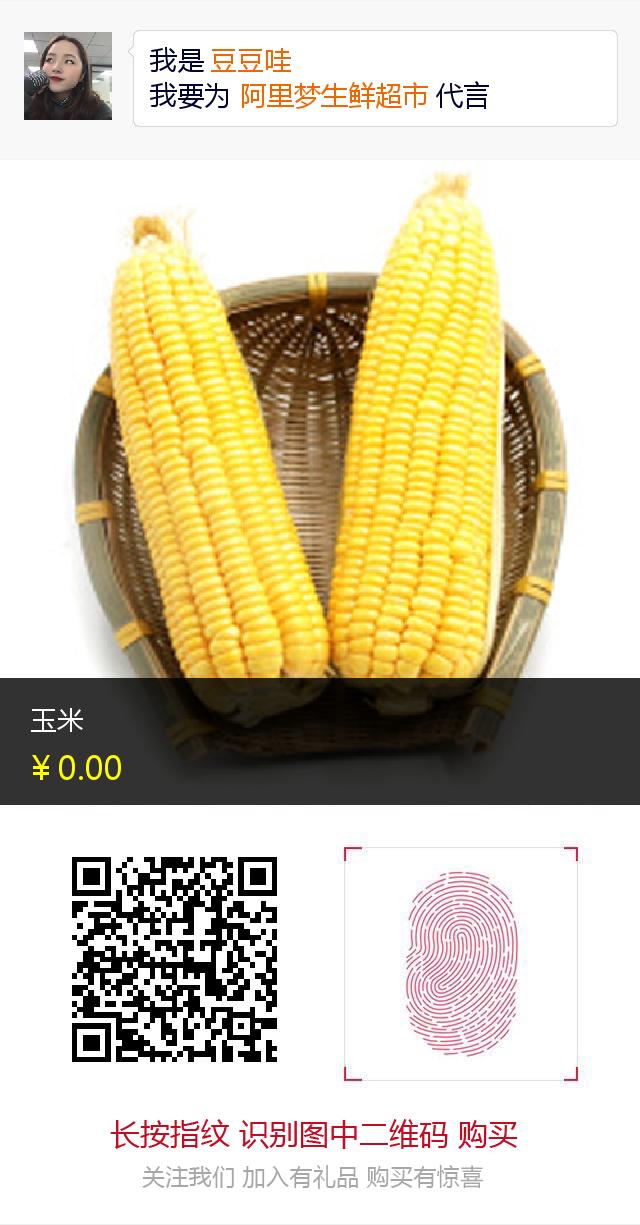 我是 豆豆哇
我要为 阿里梦生鲜超市 代言
玉米
¥0.00
长按指纹 识别图中二维码 购买
关注我们 加入有礼品 购买有惊喜